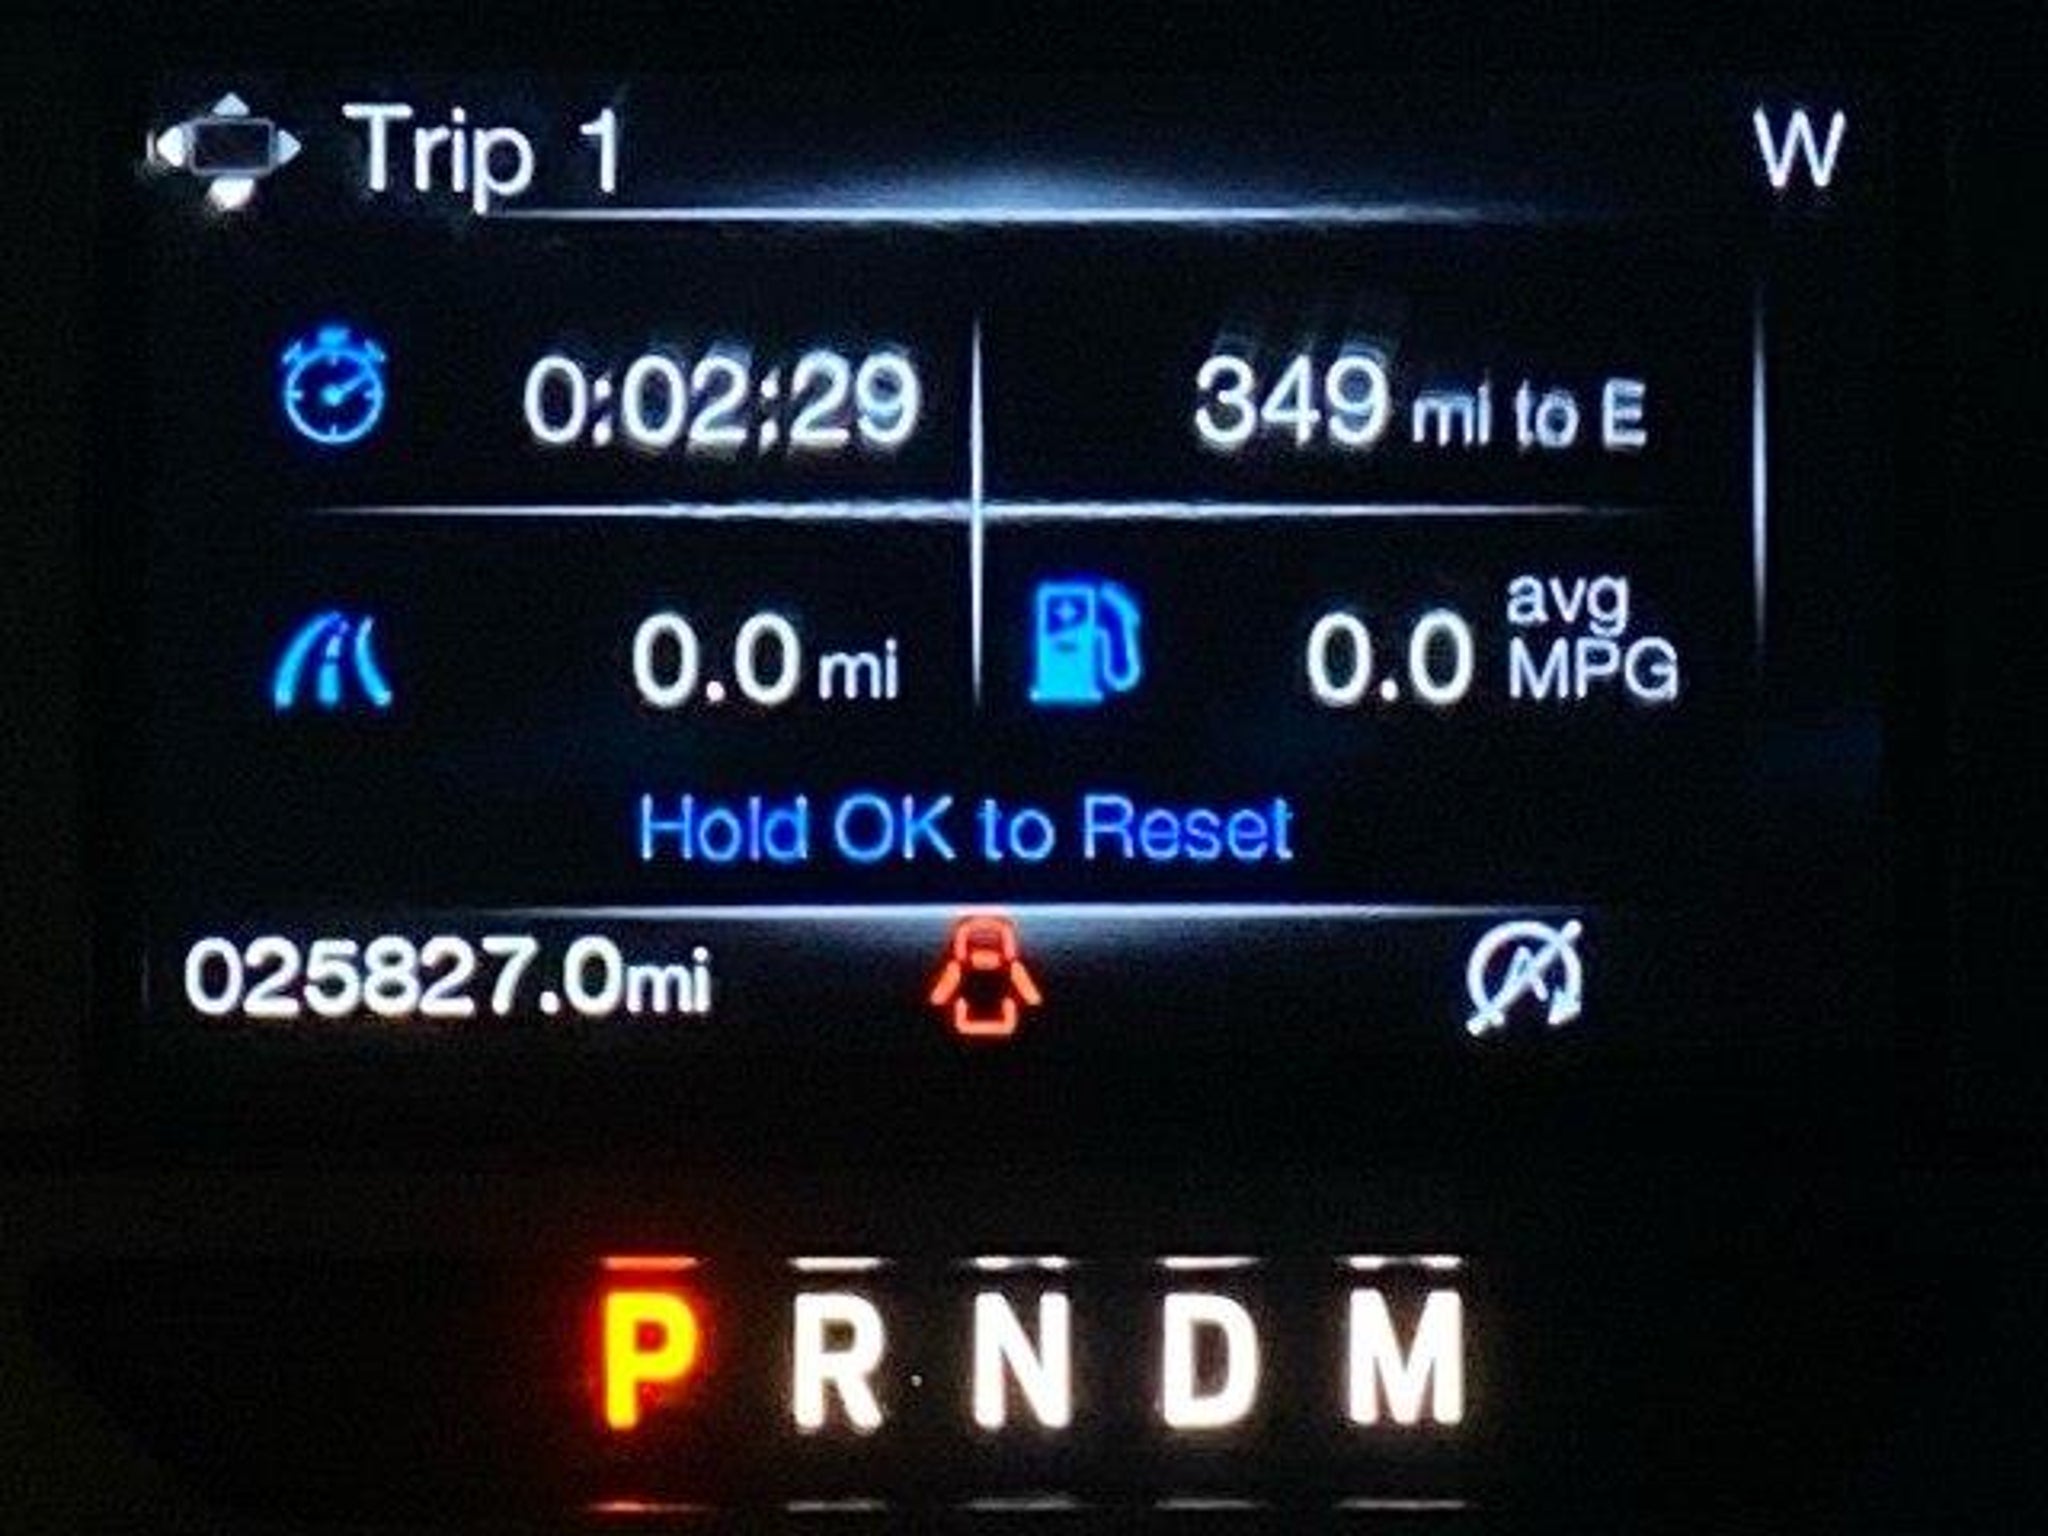 Trip 1 W
0:02:29 349 mi to E
0.0 mi 0.0 avg MPG
Hold OK to Reset
025827.0mi
P R N D M